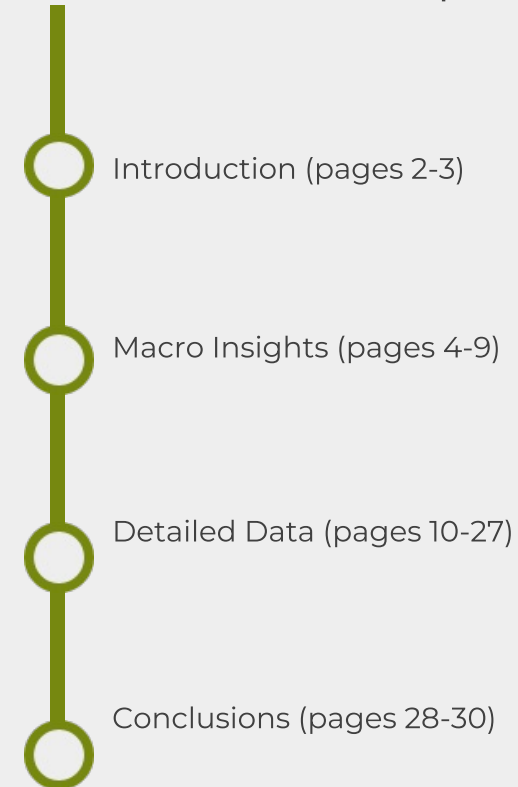 Introduction (pages 2-3)
Macro Insights (pages 4-9)
Detailed Data (pages 10-27)
Conclusions (pages 28-30)